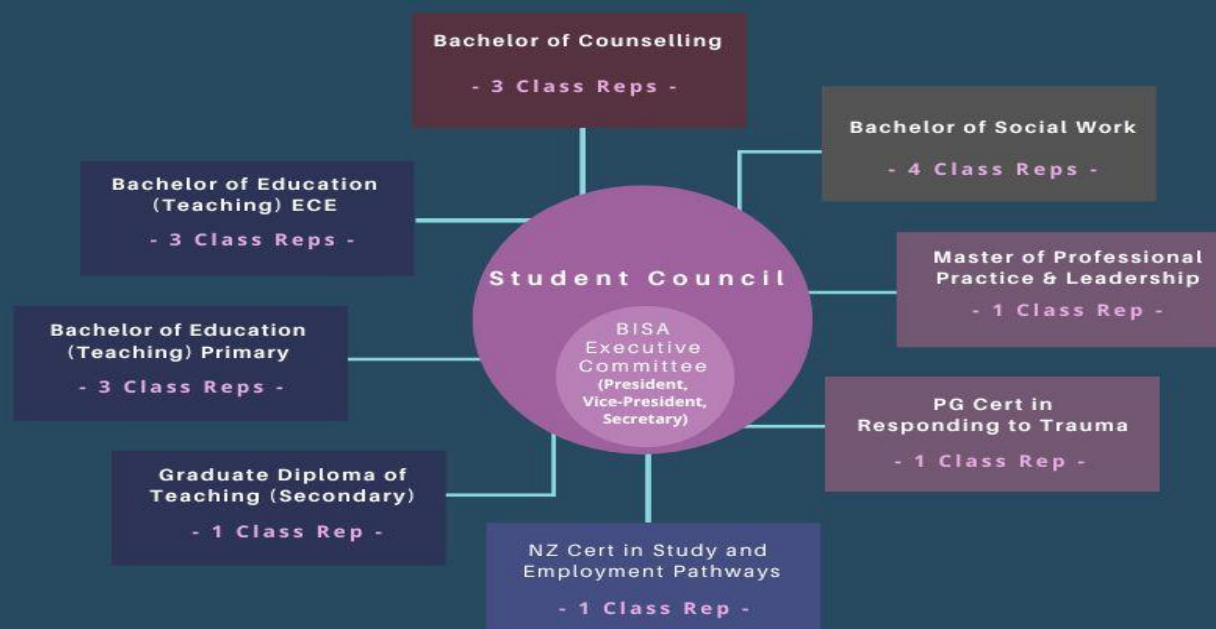 Bachelor of Counselling
- 3 Class Reps -
Bachelor of Social Work
- 4 Class Reps -
Bachelor of Education
(Teaching) ECE
- 3 Class Reps -
Master of Professional
Practice & Leadership
- 1 Class Rep -
Student Council
BISA
Executive
Committee
(President,
Vice-President,
Secretary)
Bachelor of Education
(Teaching) Primary
- 3 Class Reps -
PG Cert in
Responding to Trauma
- 1 Class Rep -
Graduate Diploma of
Teaching (Secondary)
- 1 Class Rep -
NZ Cert in Study and
Employment Pathways
- 1 Class Rep -